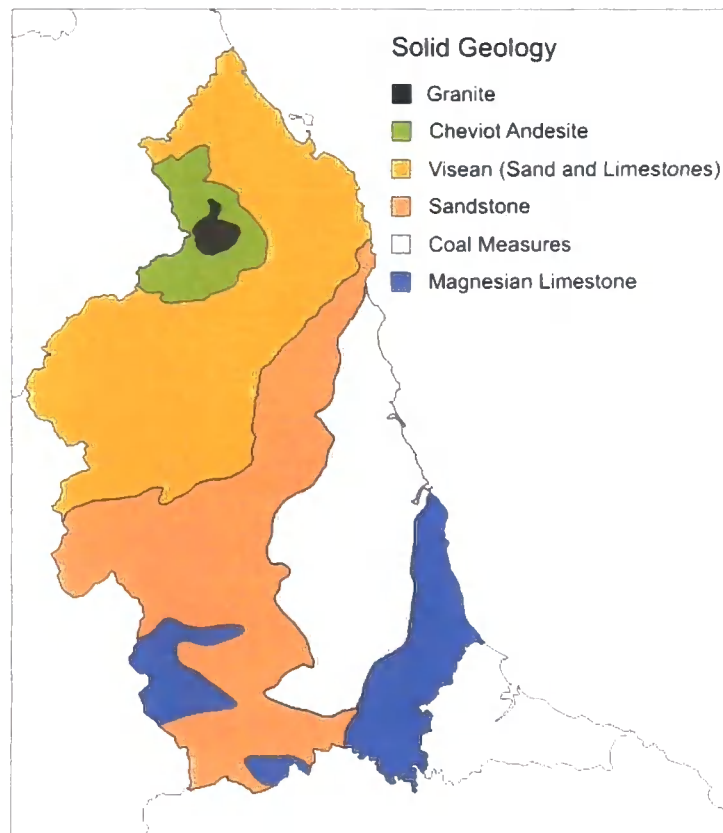 Solid Geology
Granite
Cheviot Andesite
Visean (Sand and Limestones)
Sandstone
Coal Measures
Magnesian Limestone